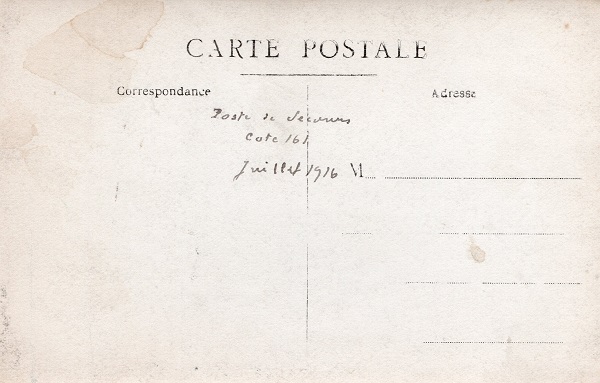 CARTE POSTALE
Correspondance
Adresse
Poste de Secours
Cote 161
Juillet 1916
M